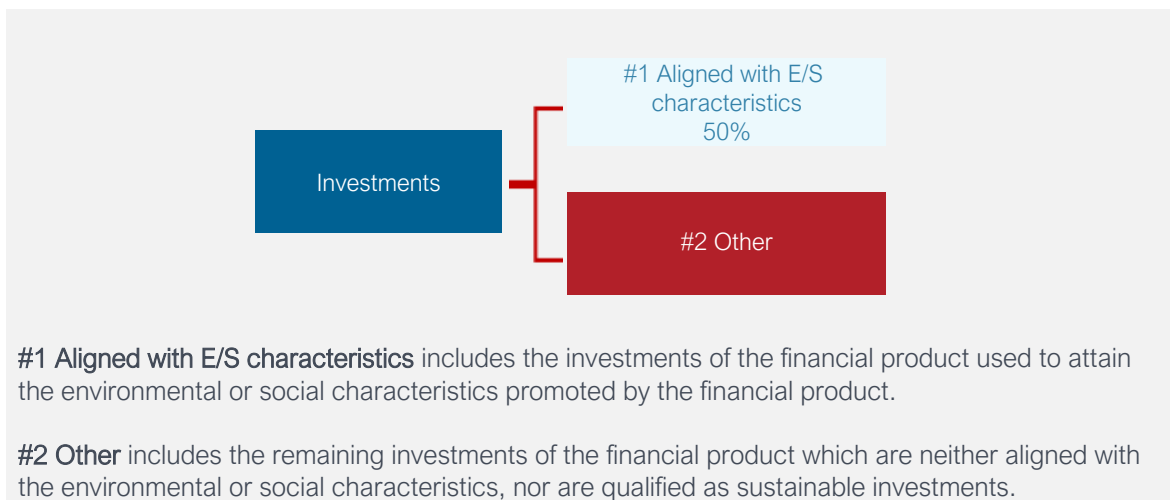 #1 Aligned with E/S
characteristics
50%
Investments
#2 Other
#1 Aligned with E/S characteristics includes the investments of the financial product used to attain
the environmental or social characteristics promoted by the financial product.
#2 Other includes the remaining investments of the financial product which are neither aligned with
the environmental or social characteristics, nor are qualified as sustainable investments.